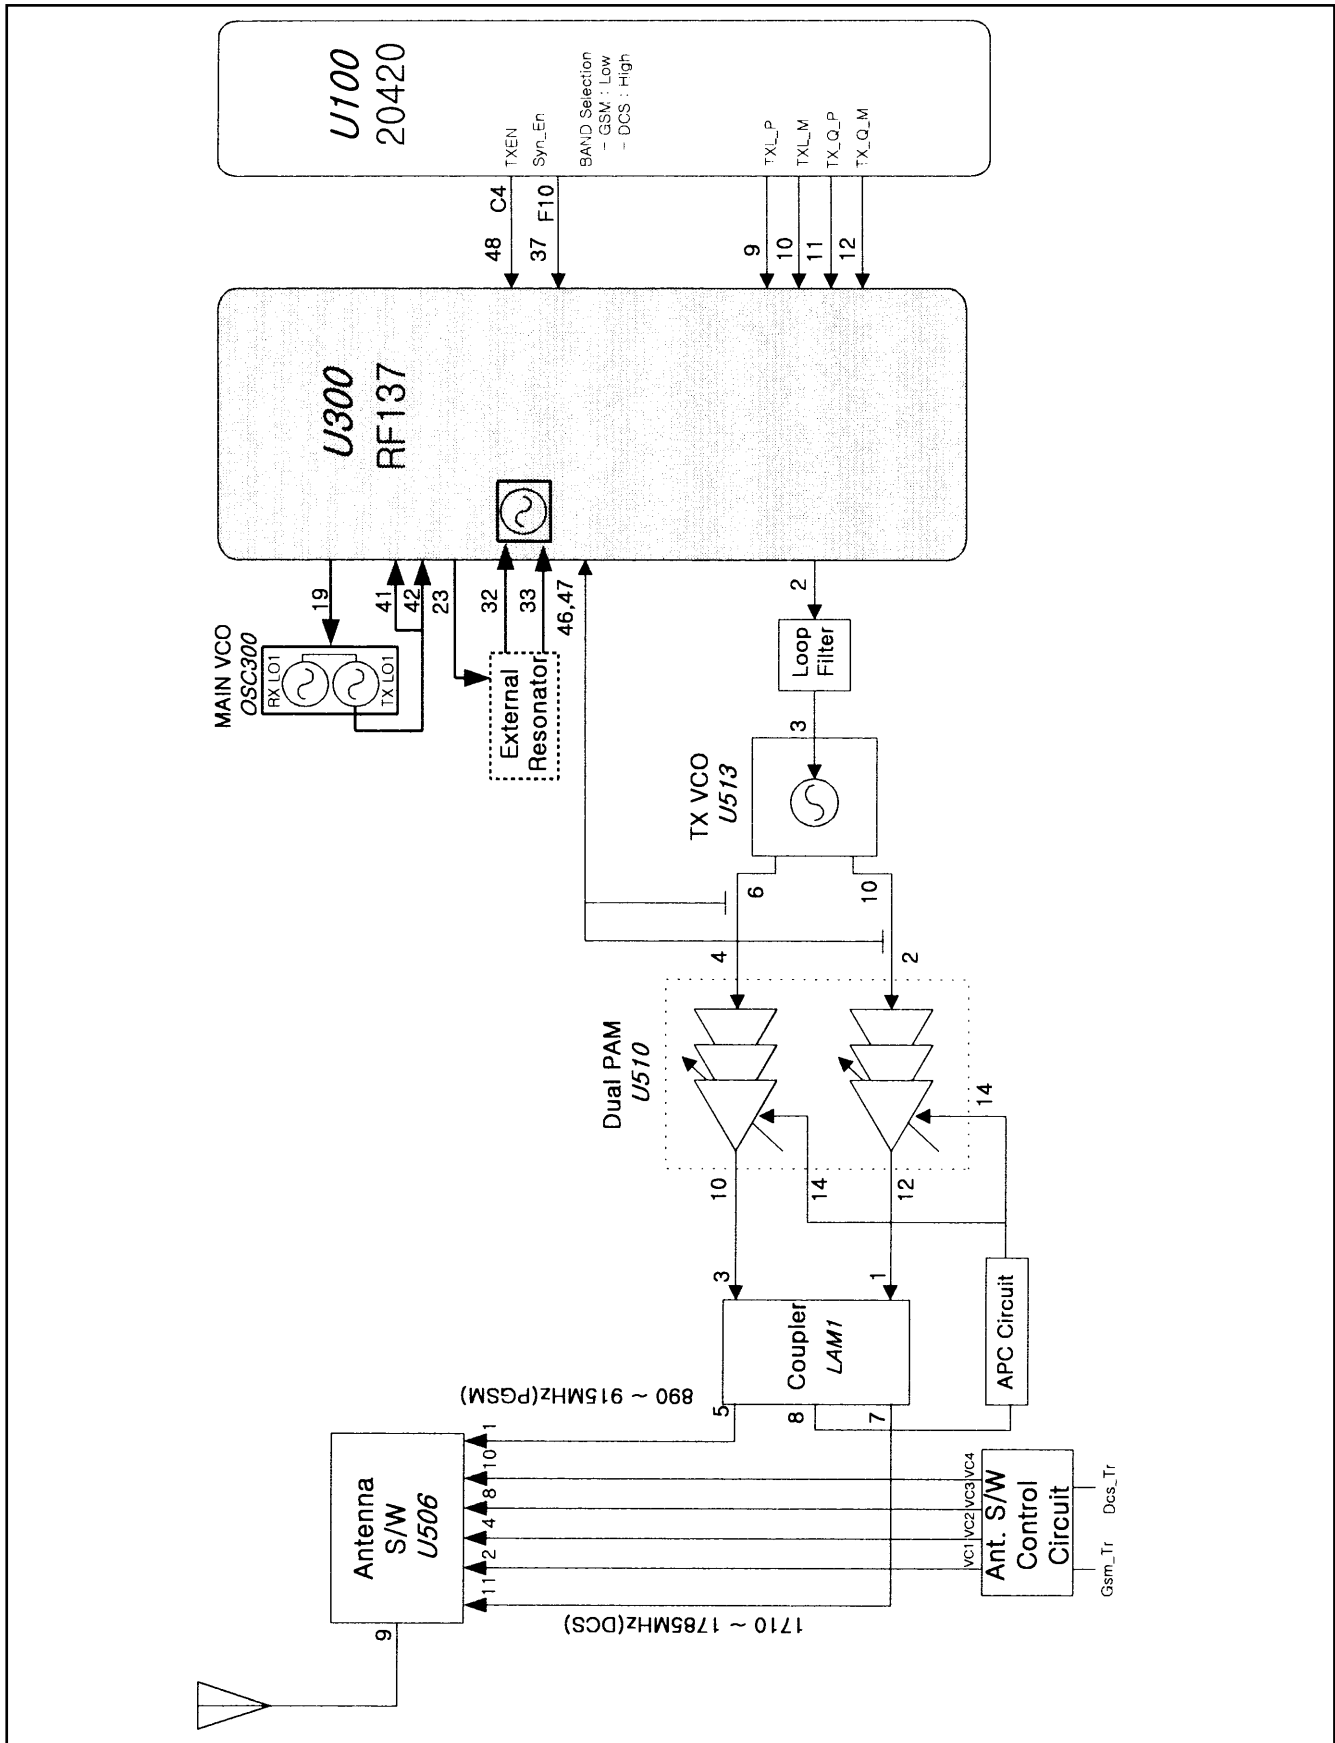 U100
20420
TXEN
Syn_En
BAND Selection
- GSM : Low
- DCS : High
TXL_P
TXL_M
TX_Q_P
TX_Q_M
C4
F10
48
37
9
10
11
12
U300
RF137
19
41
42
23
32
33
46,47
2
MAIN VCO
OSC300
RX LO1
TX LO1
External
Resonator
Loop
Filter
3
TX VCO
U513
6
10
4
2
Dual PAM
U510
14
10
14
12
3
1
Coupler
LAM1
APC Circuit
5
8
7
890 ~ 915MHz(PGSM)
1710 ~ 1785MHz(DCS)
Antenna
S/W
U506
1
10
8
4
2
11
9
VC1
VC2
VC3
VC4
Ant. S/W
Control
Circuit
Gsm_Tr
Dcs_Tr